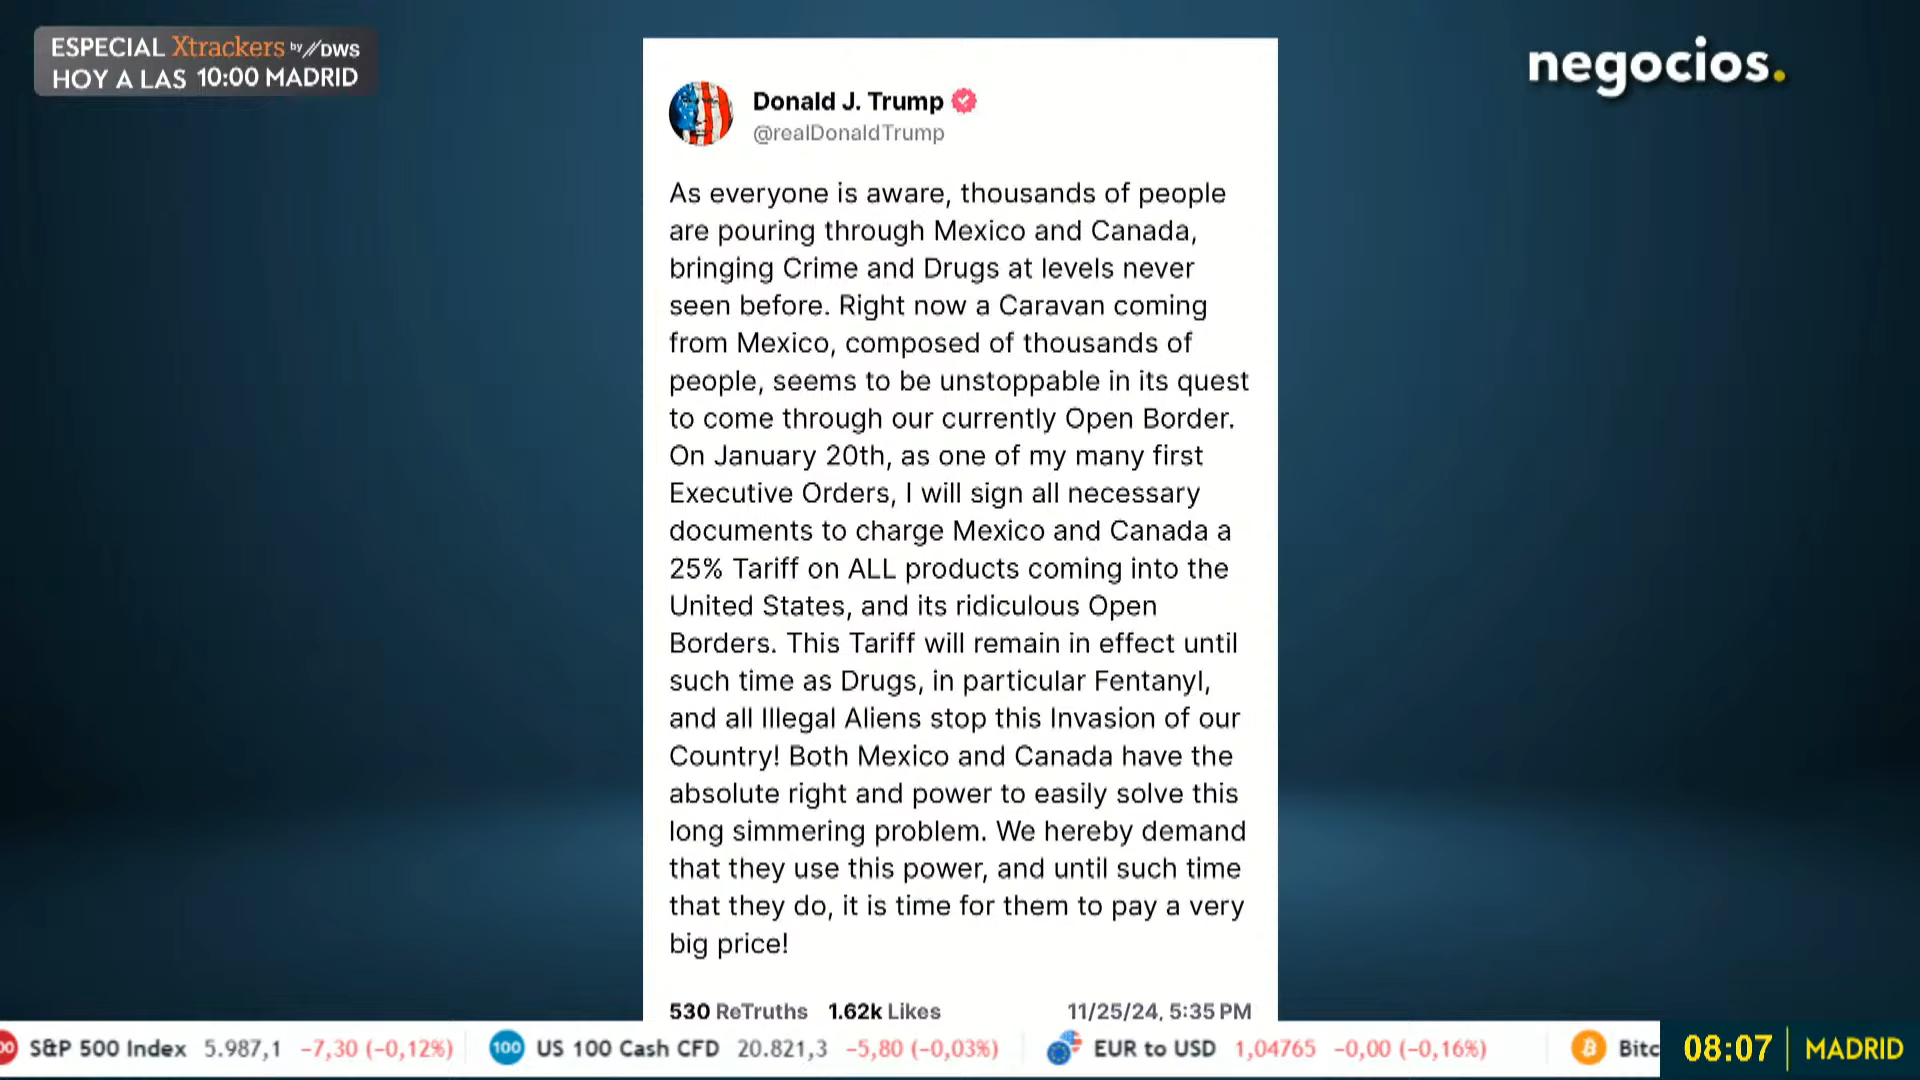 ESPECIAL Xtrackers by //DWS
HOY A LAS 10:00 MADRID
negocios.
Donald J. Trump
@realDonaldTrump
As everyone is aware, thousands of people
are pouring through Mexico and Canada,
bringing Crime and Drugs at levels never
seen before. Right now a Caravan coming
from Mexico, composed of thousands of
people, seems to be unstoppable in its quest
to come through our currently Open Border.
On January 20th, as one of my many first
Executive Orders, I will sign all necessary
documents to charge Mexico and Canada a
25% Tariff on ALL products coming into the
United States, and its ridiculous Open
Borders. This Tariff will remain in effect until
such time as Drugs, in particular Fentanyl,
and all Illegal Aliens stop this Invasion of our
Country! Both Mexico and Canada have the
absolute right and power to easily solve this
long simmering problem. We hereby demand
that they use this power, and until such time
that they do, it is time for them to pay a very
big price!
530 ReTruths 1.62k Likes 11/25/24, 5:35 PM
S&P 500 Index 5.987,1 -7,30 (-0,12%) 100 US 100 Cash CFD 20.821,3 -5,80 (-0,03%) EUR to USD 1,04765 -0,00 (-0,16%) Bitc 08:07 MADRID